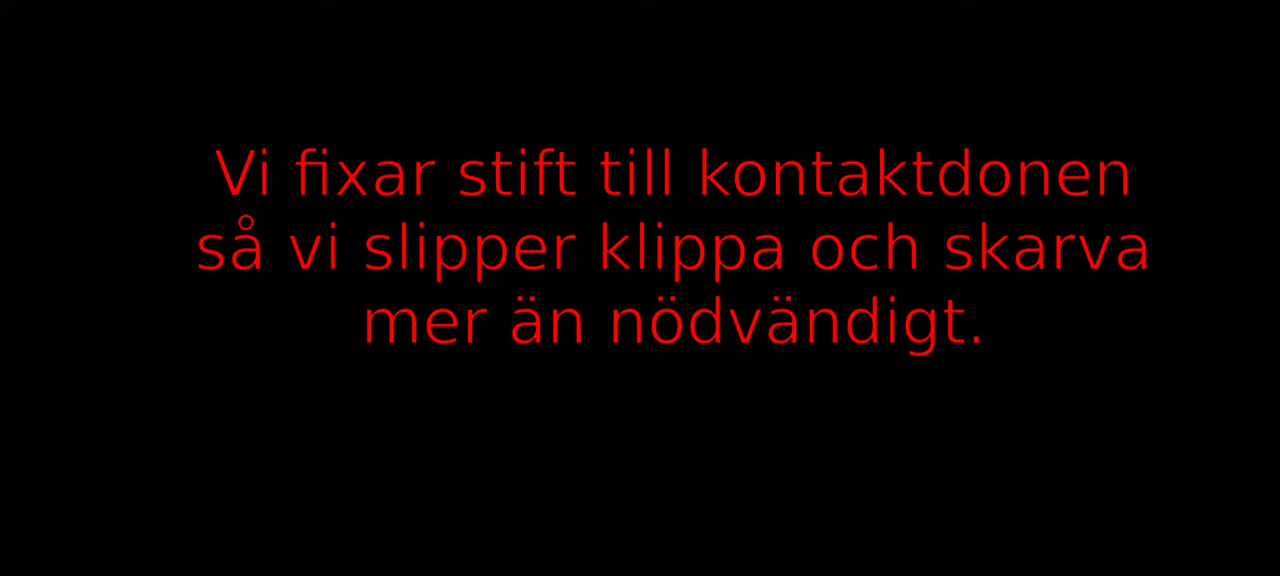 Vi fixar stift till kontaktdonen
så vi slipper klippa och skarva
mer än nödvändigt.